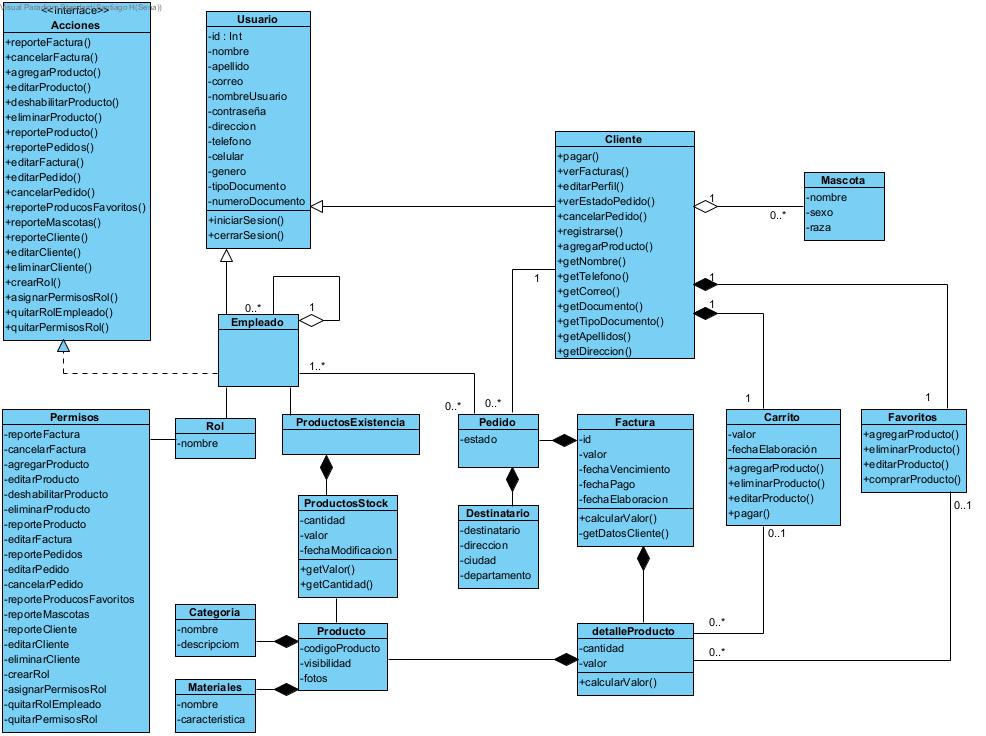 <<interface>>
Acciones
+reporteFactura()
+cancelarFactura()
+agregarProducto()
+editarProducto()
+deshabilitarProducto()
+eliminarProducto()
+reporteProducto()
+reportePedidos()
+editarFactura()
+editarPedido()
+cancelarPedido()
+reporteProducosFavoritos()
+reporteMascotas()
+reporteCliente()
+editarCliente()
+eliminarCliente()
+crearRol()
+asignarPermisosRol()
+quitarRolEmpleado()
+quitarPermisosRol()
Usuario
-id : Int
-nombre
-apellido
-correo
-nombreUsuario
-contraseña
-direccion
-telefono
-celular
-genero
-tipoDocumento
-numeroDocumento
+iniciarSesion()
+cerrarSesion()
Cliente
+pagar()
+verFacturas()
+editarPerfil()
+verEstadoPedido()
+cancelarPedido()
+registrarse()
+agregarProducto()
+getNombre()
+getTelefono()
+getCorreo()
+getDocumento()
+getTipoDocumento()
+getApellidos()
+getDireccion()
1
0..*
Mascota
-nombre
-sexo
-raza
1
1
1
0..*
1
Empleado
1..*
0..*
0..*
1
1
Permisos
-reporteFactura
-cancelarFactura
-agregarProducto
-editarProducto
-deshabilitarProducto
-eliminarProducto
-reporteProducto
-editarFactura
-reportePedidos
-editarPedido
-cancelarPedido
-reporteProducosFavoritos
-reporteMascotas
-reporteCliente
-editarCliente
-eliminarCliente
-crearRol
-asignarPermisosRol
-quitarRolEmpleado
-quitarPermisosRol
Rol
-nombre
ProductosExistencia
Pedido
-estado
Factura
-id
-valor
-fechaVencimiento
-fechaPago
-fechaElaboracion
+calcularValor()
-getDatosCliente()
Carrito
-valor
-fechaElaboración
+agregarProducto()
+eliminarProducto()
+editarProducto()
+pagar()
Favoritos
+agregarProducto()
+eliminarProducto()
+editarProducto()
+comprarProducto()
0..1
0..1
ProductosStock
-cantidad
-valor
-fechaModificacion
+getValor()
+getCantidad()
Destinatario
-destinatario
-direccion
-ciudad
-departamento
Categoria
-nombre
-descripciom
Producto
-codigoProducto
-visibilidad
-fotos
Materiales
-nombre
-caracteristica
detalleProducto
-cantidad
-valor
+calcularValor()
0..*
0..*